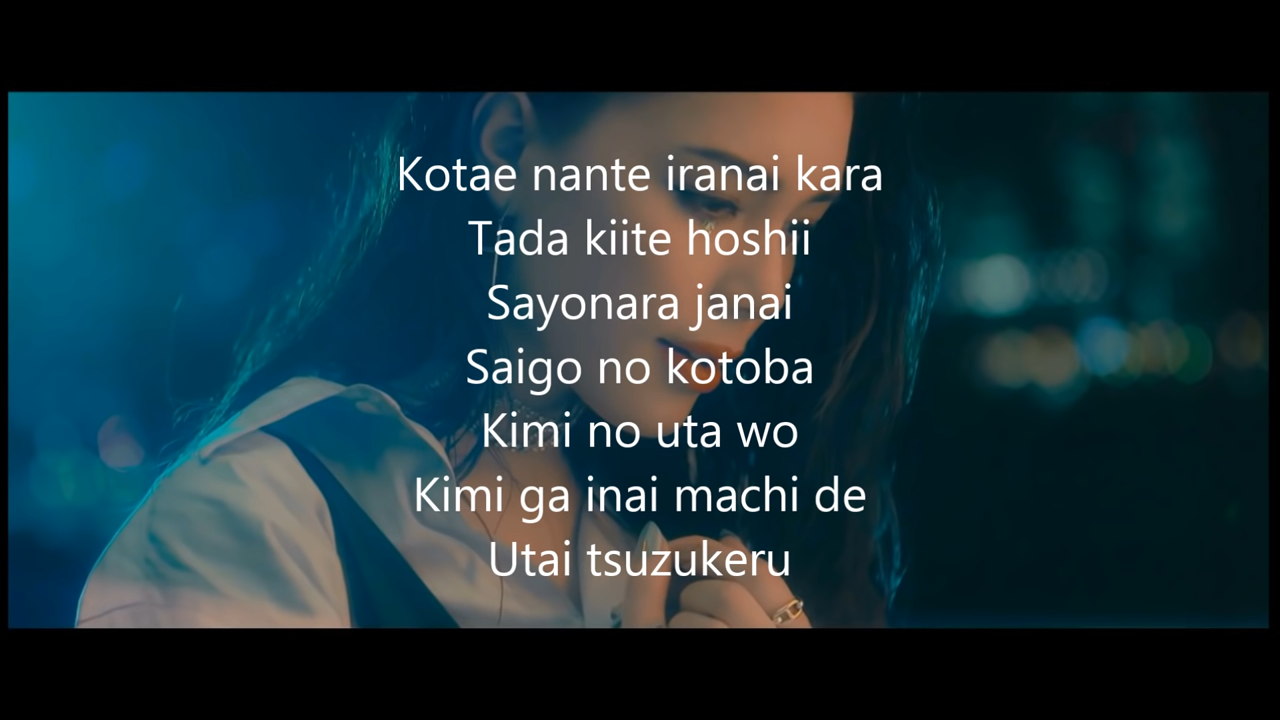 Kotae nante iranai kara
Tada kiite hoshii
Sayonara janai
Saigo no kotoba
Kimi no uta wo
Kimi ga inai machi de
Utai tsuzukeru